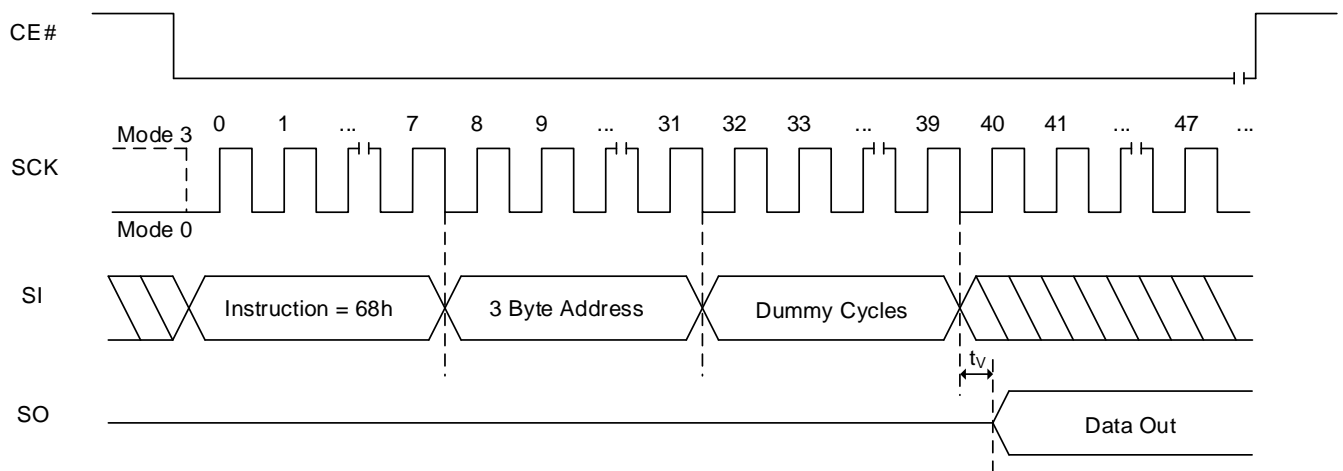 CE#
Mode 3 0 1 ... 7 8 9 ... 31 32 33 ... 39 40 41 ... 47 ...
SCK
Mode 0
SI Instruction = 68h 3 Byte Address Dummy Cycles
tV
SO Data Out